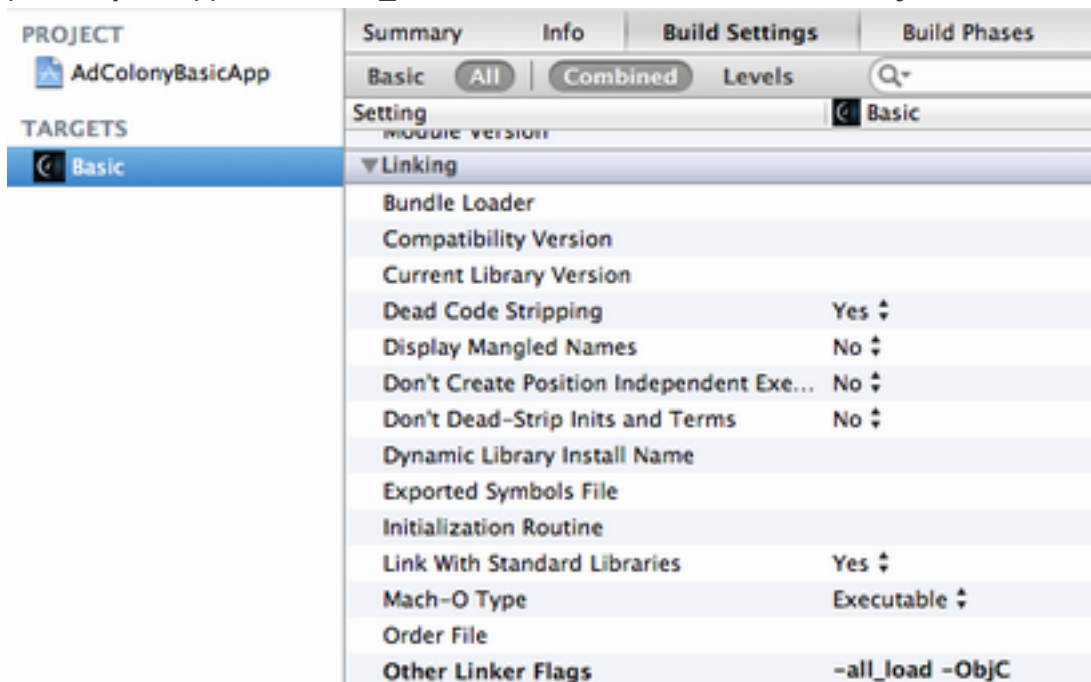 PROJECT
AdColonyBasicApp
TARGETS
Basic
Summary Info Build Settings Build Phases
Basic All Combined Levels
Setting Basic
Module Version
Linking
Bundle Loader
Compatibility Version
Current Library Version
Dead Code Stripping Yes
Display Mangled Names No
Don't Create Position Independent Exe... No
Don't Dead-Strip Inits and Terms No
Dynamic Library Install Name
Exported Symbols File
Initialization Routine
Link With Standard Libraries Yes
Mach-O Type Executable
Order File
Other Linker Flags -all_load -ObjC